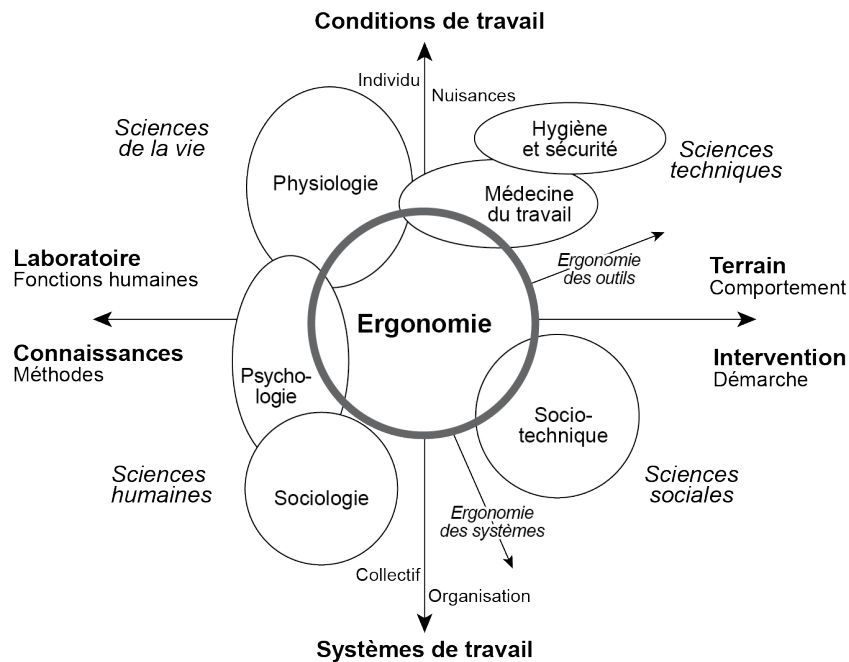 Conditions de travail
Individu
Nuisances
Sciences
de la vie
Hygiène
et sécurité
Sciences
techniques
Physiologie
Médecine
du travail
Laboratoire
Fonctions humaines
Ergonomie
des outils
Terrain
Comportement
Ergonomie
Connaissances
Méthodes
Intervention
Démarche
Psycho-
logie
Socio-
technique
Sciences
humaines
Sociologie
Sciences
sociales
Ergonomie
des systèmes
Collectif
Organisation
Systèmes de travail